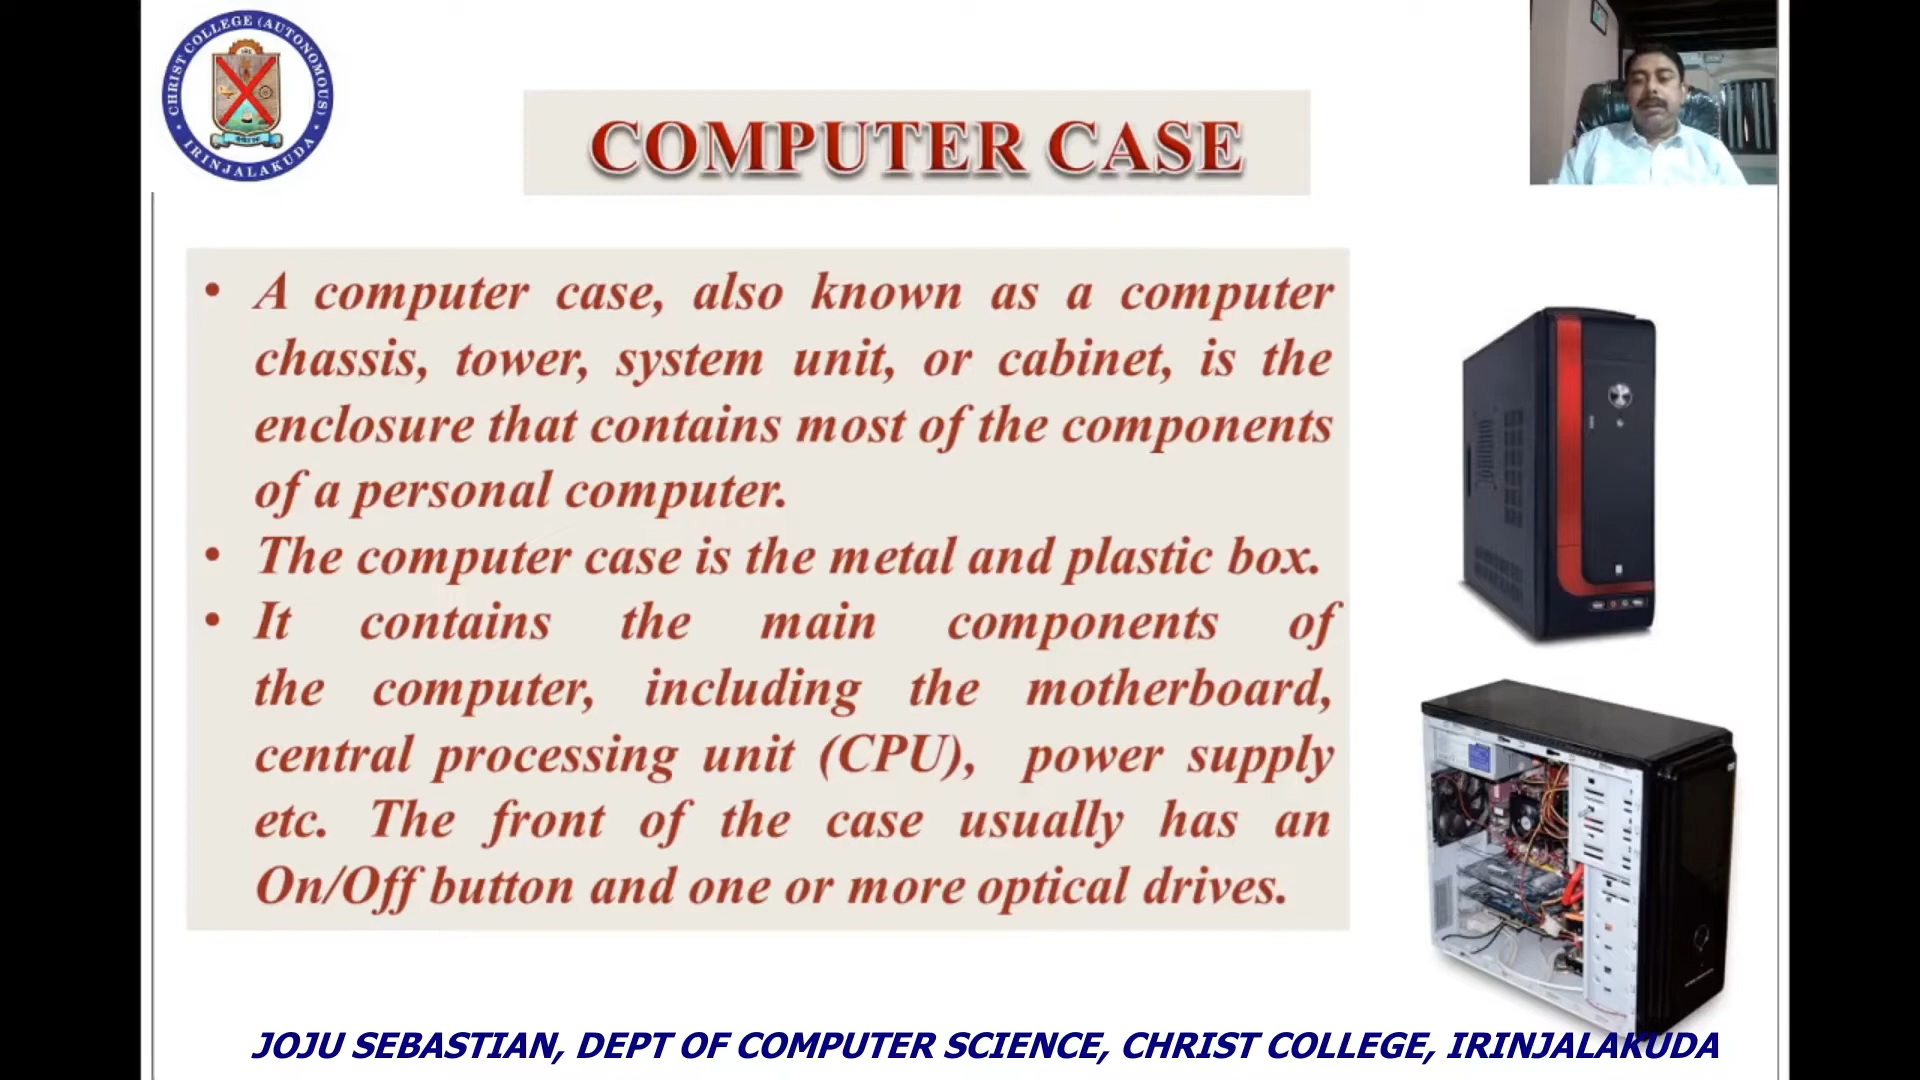 CHRIST COLLEGE (AUTONOMOUS)
IRINJALAKUDA
COMPUTER CASE
• A computer case, also known as a computer
chassis, tower, system unit, or cabinet, is the
enclosure that contains most of the components
of a personal computer.
• The computer case is the metal and plastic box.
• It contains the main components of
the computer, including the motherboard,
central processing unit (CPU), power supply
etc. The front of the case usually has an
On/Off button and one or more optical drives.
JOJU SEBASTIAN, DEPT OF COMPUTER SCIENCE, CHRIST COLLEGE, IRINJALAKUDA